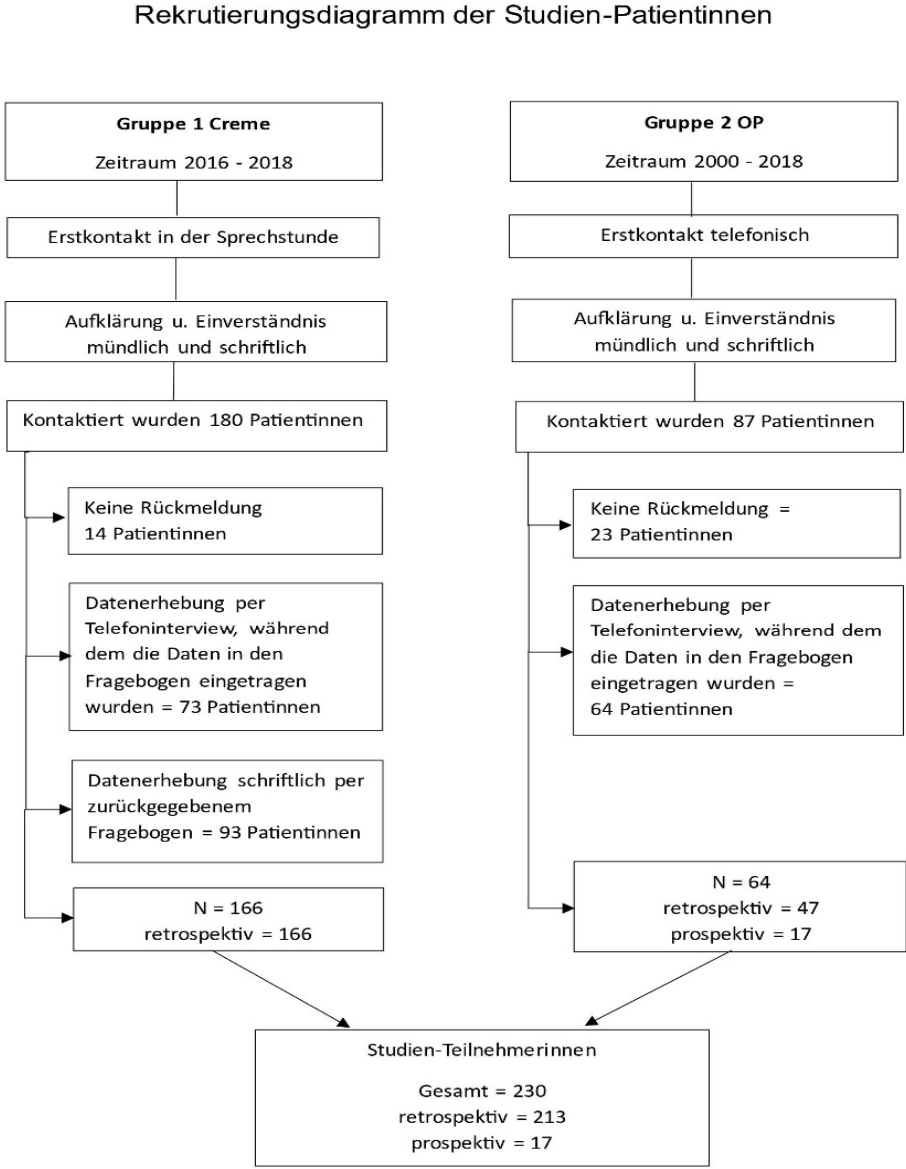 Rekrutierungsdiagramm der Studien-Patientinnen
Gruppe 1 Creme
Zeitraum 2016 - 2018
Erstkontakt in der Sprechstunde
Aufklärung u. Einverständnis
mündlich und schriftlich
Kontaktiert wurden 180 Patientinnen
Keine Rückmeldung
14 Patientinnen
Datenerhebung per
Telefoninterview, während
dem die Daten in den
Fragebogen eingetragen
wurden = 73 Patientinnen
Datenerhebung schriftlich per
zurückgegebenem
Fragebogen = 93 Patientinnen
N = 166
retrospektiv = 166
Gruppe 2 OP
Zeitraum 2000 - 2018
Erstkontakt telefonisch
Aufklärung u. Einverständnis
mündlich und schriftlich
Kontaktiert wurden 87 Patientinnen
Keine Rückmeldung =
23 Patientinnen
Datenerhebung per
Telefoninterview, während dem
die Daten in den Fragebogen
eingetragen wurden =
64 Patientinnen
N = 64
retrospektiv = 47
prospektiv = 17
Studien-Teilnehmerinnen
Gesamt = 230
retrospektiv = 213
prospektiv = 17